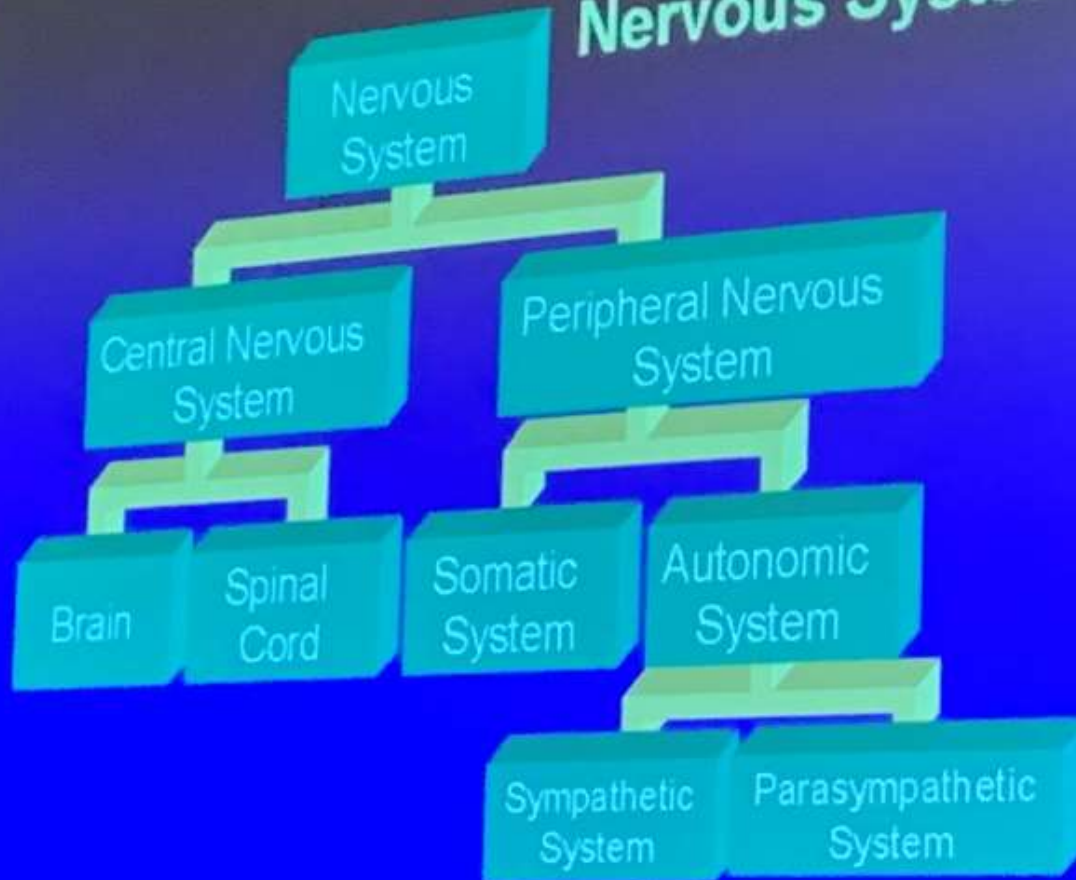 Nervous
Nervous
System
Central Nervous
System
Peripheral Nervous
System
Brain
Spinal
Cord
Somatic
System
Autonomic
System
Sympathetic
System
Parasympathetic
System